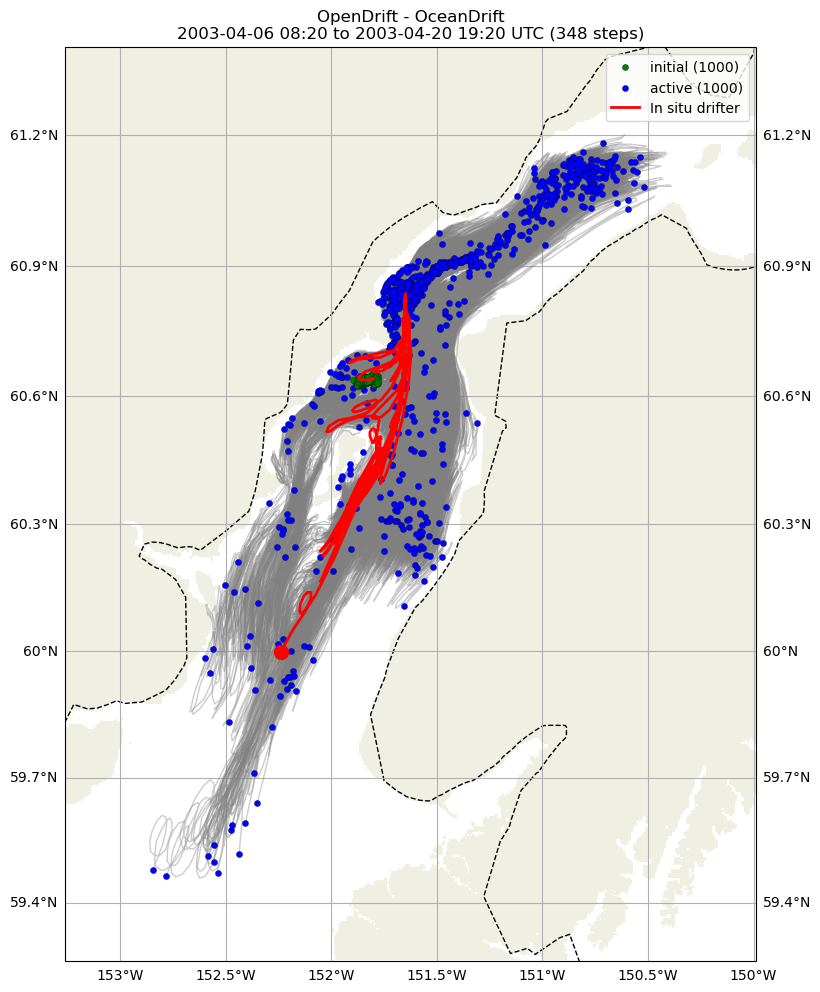 OpenDrift - OceanDrift
2003-04-06 08:20 to 2003-04-20 19:20 UTC (348 steps)
initial (1000)
active (1000)
In situ drifter
61.2°N
61.2°N
60.9°N
60.9°N
60.6°N
60.6°N
60.3°N
60.3°N
60°N
60°N
59.7°N
59.7°N
59.4°N
59.4°N
153°W
152.5°W
152°W
151.5°W
151°W
150.5°W
150°W